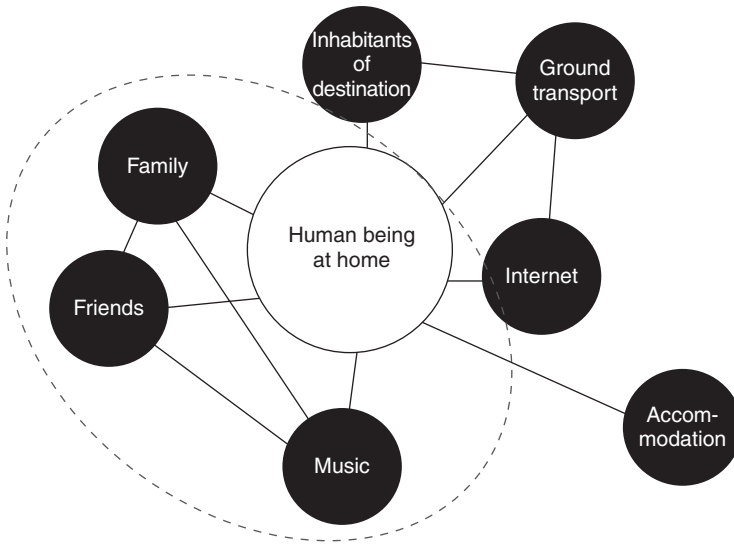 Inhabitants
of
destination
Ground
transport
Family
Human being
at home
Internet
Friends
Accom-
modation
Music